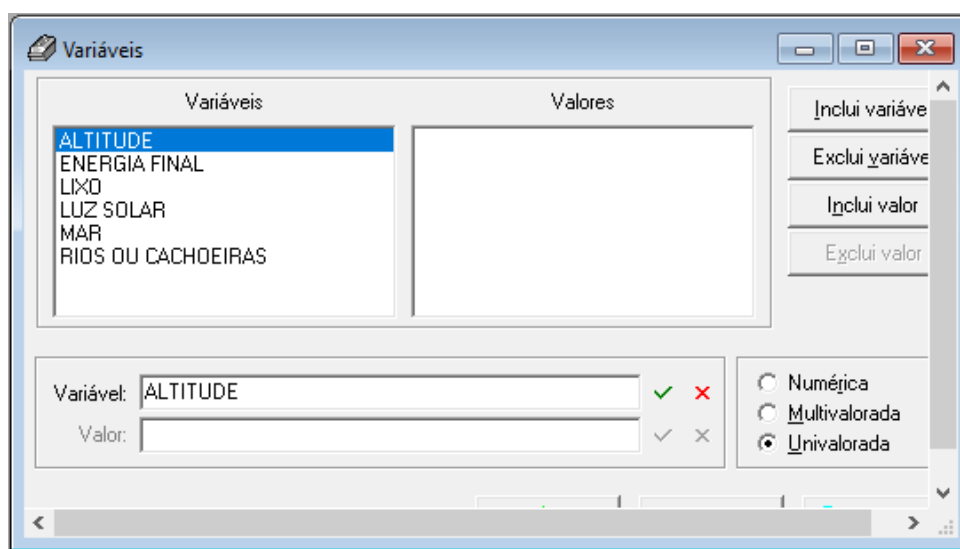 Variáveis
Variáveis
Valores
ALTITUDE
ENERGIA FINAL
LIXO
LUZ SOLAR
MAR
RIOS OU CACHOEIRAS
Inclui variáve
Exclui variáve
Inclui valor
Exclui valor
Variável: ALTITUDE
Valor:
Numérica
Multivalorada
Univalorada